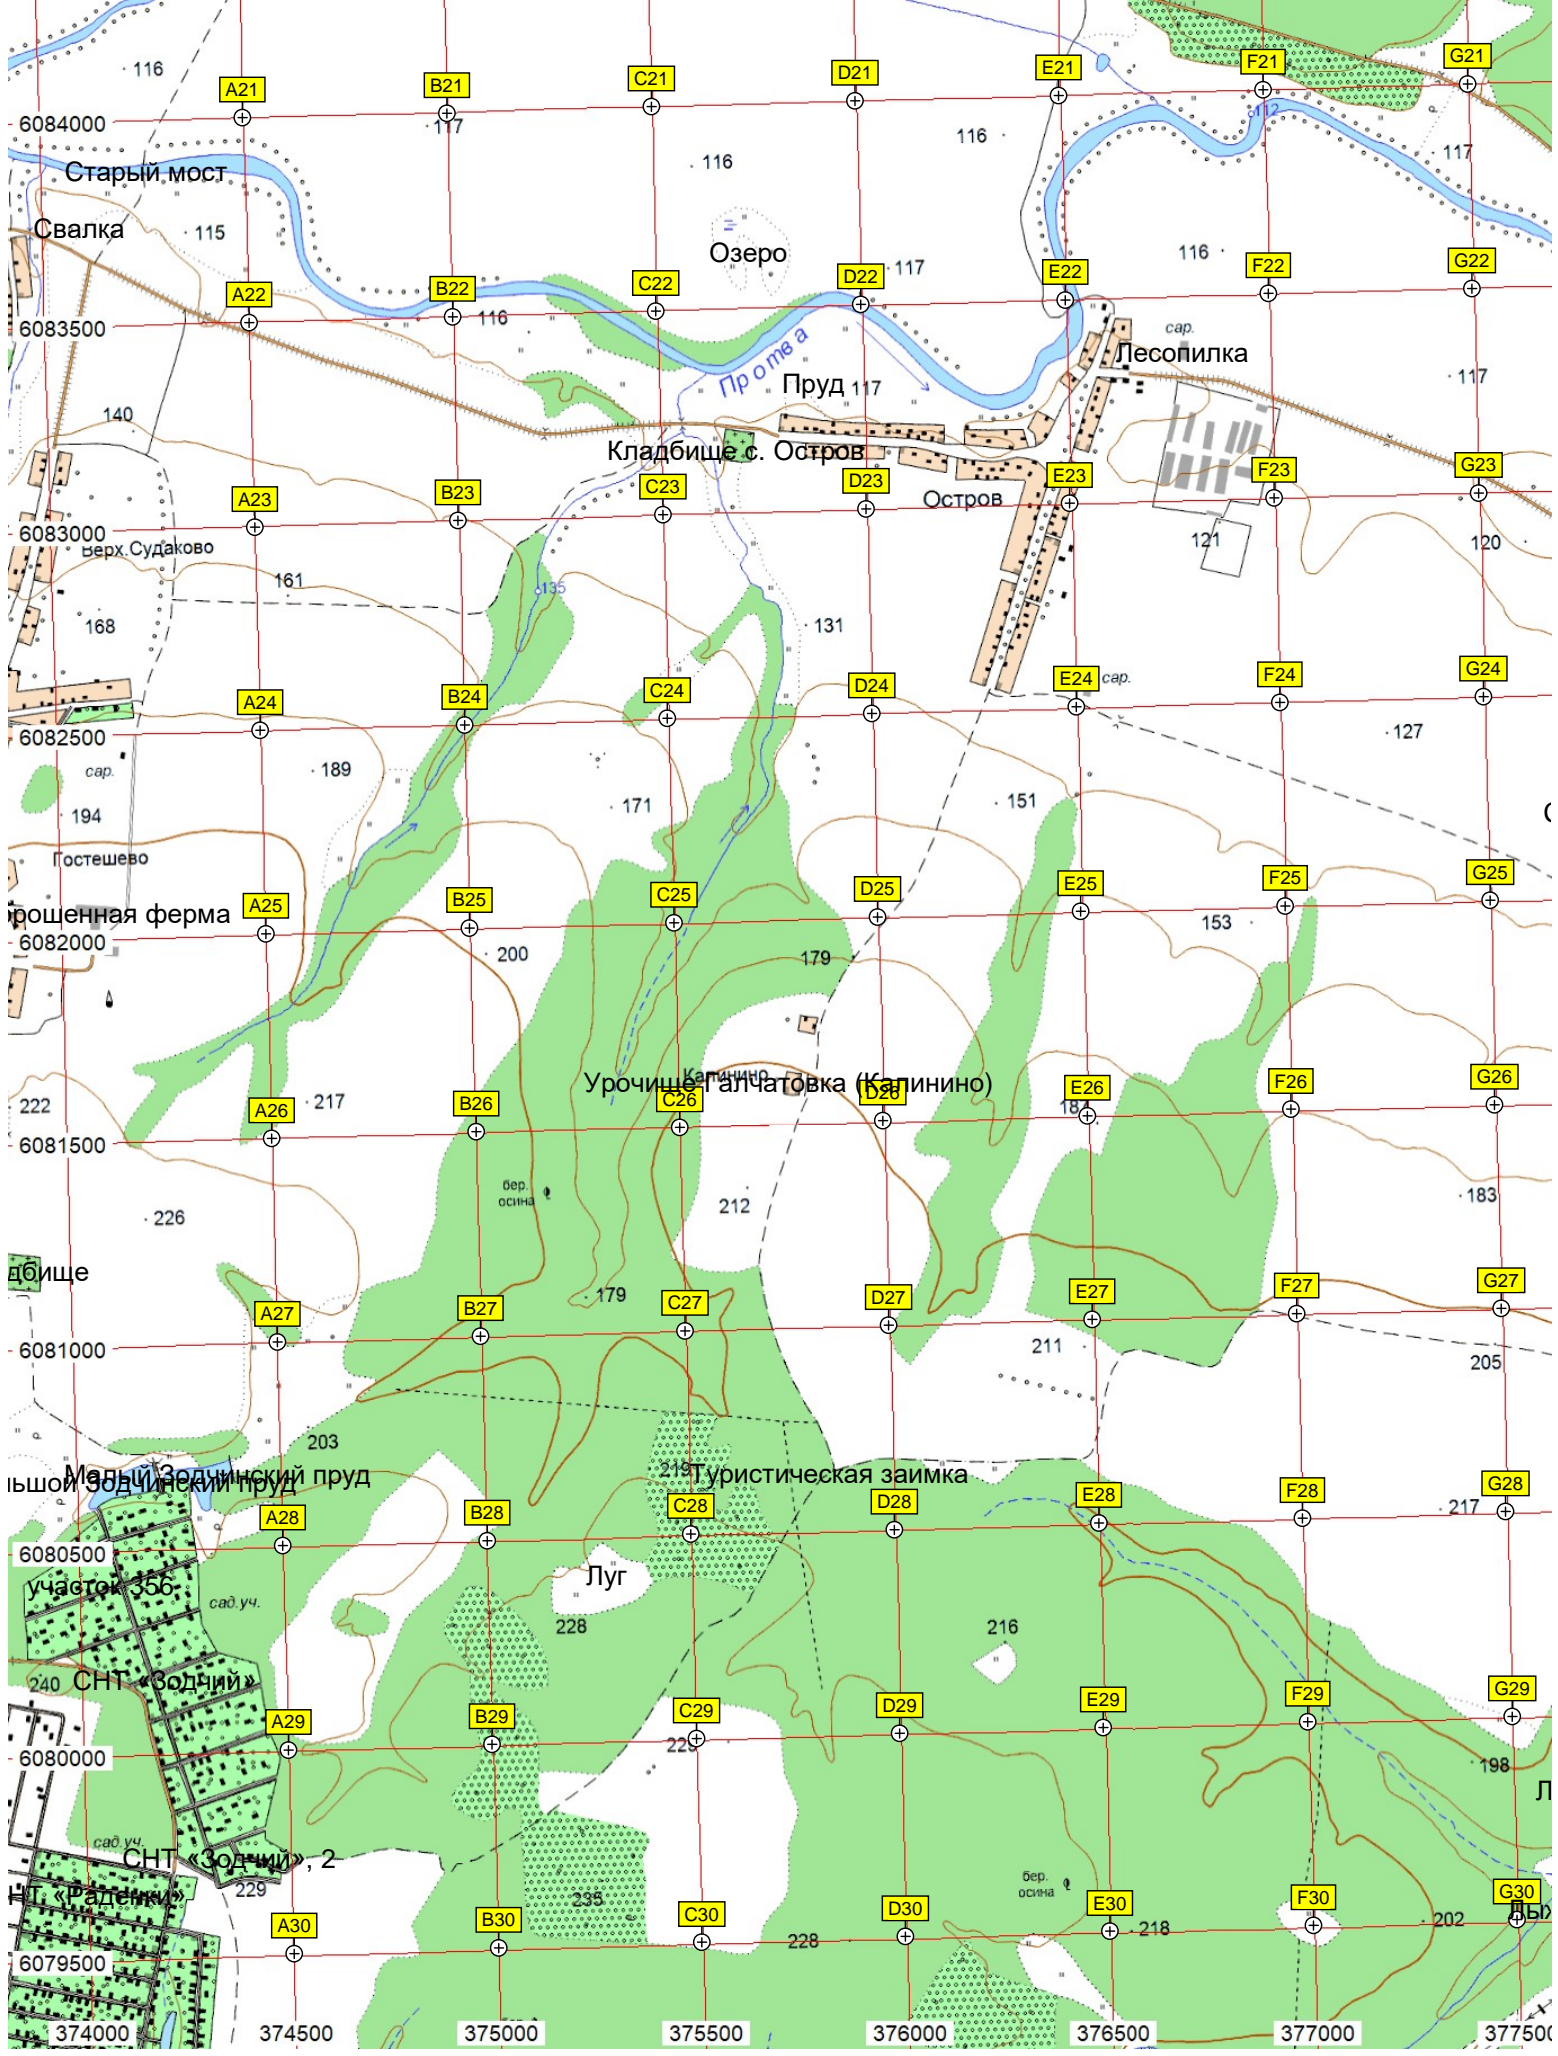 116
A21
B21
C21
D21
E21
F21
G21
6084000
117
112
116
116
117
Старый мост
Свалка
115
Озеро
117
116
A22
B22
C22
D22
E22
F22
G22
6083500
116
Протва
сар.
Лесопилка
Пруд
117
117
140
Кладбище с. Остров
A23
B23
C23
D23
Остров
E23
F23
G23
6083000
Верх.Судаково
121
120
161
135
168
131
A24
B24
C24
D24
E24
сар.
F24
G24
6082500
127
сар.
189
194
171
151
Гостешево
A25
B25
C25
D25
E25
F25
G25
рошенная ферма
153
6082000
200
179
Калинино
Урочище Галчатовка (Калинино)
222
217
A26
B26
C26
D26
E26
F26
G26
6081500
бер.
осина
212
183
226
дбище
179
A27
B27
C27
D27
E27
F27
G27
6081000
211
205
203
Малый Зодчинский пруд
льшой Зодчинский пруд
219
Туристическая заимка
A28
B28
C28
D28
E28
F28
G28
217
6080500
участок 356
Луг
сад.уч.
228
216
240
СНТ «Зодчий»
A29
B29
C29
D29
E29
F29
G29
6080000
229
198
Л
сад.уч.
СНТ «Зодчий», 2
229
НТ «Раденки»
235
бер.
осина
A30
B30
C30
D30
E30
F30
G30
228
218
202
6079500
374000
374500
375000
375500
376000
376500
377000
377500